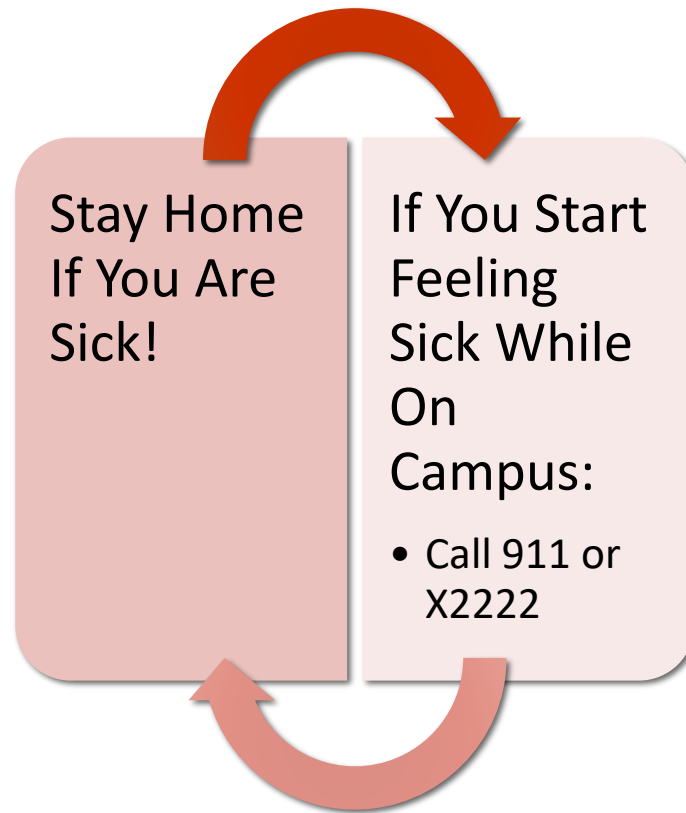 Stay Home
If You Are
Sick!
If You Start
Feeling
Sick While
On
Campus:
• Call 911 or
X2222